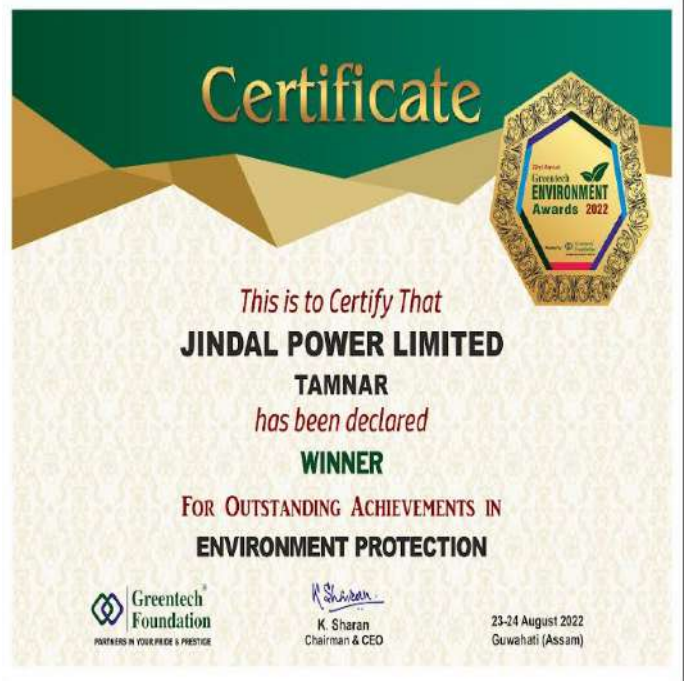 Certificate
Greentech
ENVIRONMENT
Awards 2022
This is to Certify That
JINDAL POWER LIMITED
TAMNAR
has been declared
WINNER
FOR OUTSTANDING ACHIEVEMENTS IN
ENVIRONMENT PROTECTION
Greentech
Foundation
PARTNERS IN YOUR PRIDE & PRESTIGE
K Sharan
K. Sharan
Chairman & CEO
23-24 August 2022
Guwahati (Assam)